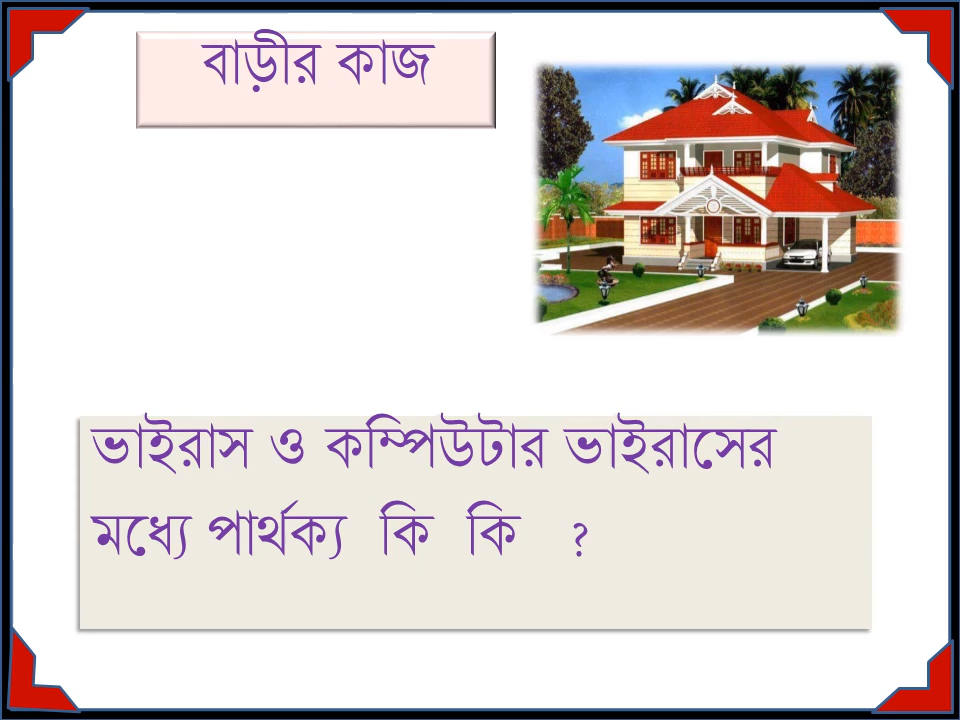 বাড়ীর কাজ
ভাইরাস ও কম্পিউটার ভাইরাসের
মধ্যে পার্থক্য কি কি ?